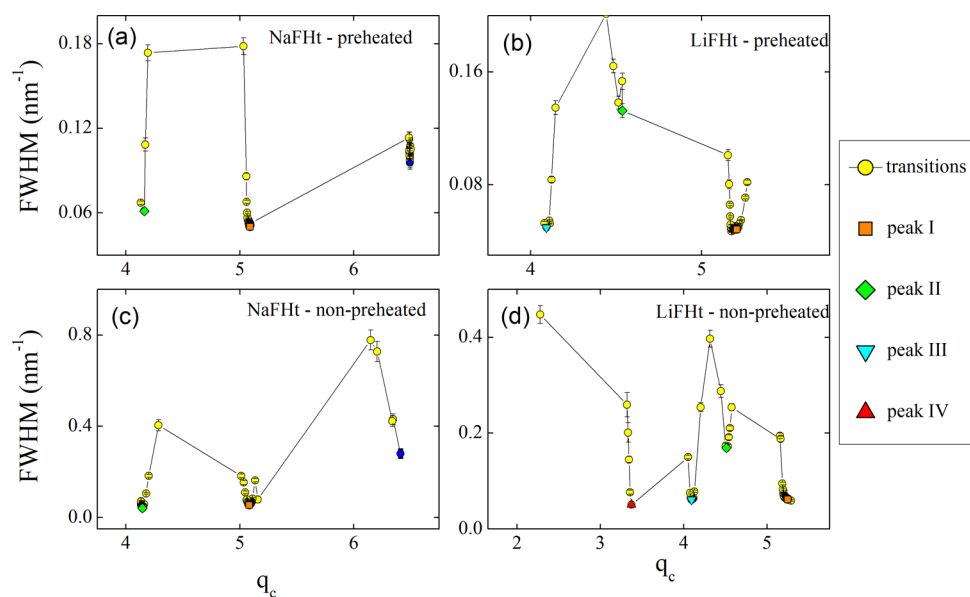 (a)
NaFHt - preheated
0.18
0.12
0.06
FWHM (nm⁻¹)
4
5
6
(b)
LiFHt - preheated
0.16
0.08
4
5
(c)
NaFHt - non-preheated
0.8
0.4
0.0
FWHM (nm⁻¹)
4
5
6
q_c
(d)
LiFHt - non-preheated
0.4
0.2
0.0
2
3
4
5
q_c
transitions
peak I
peak II
peak III
peak IV